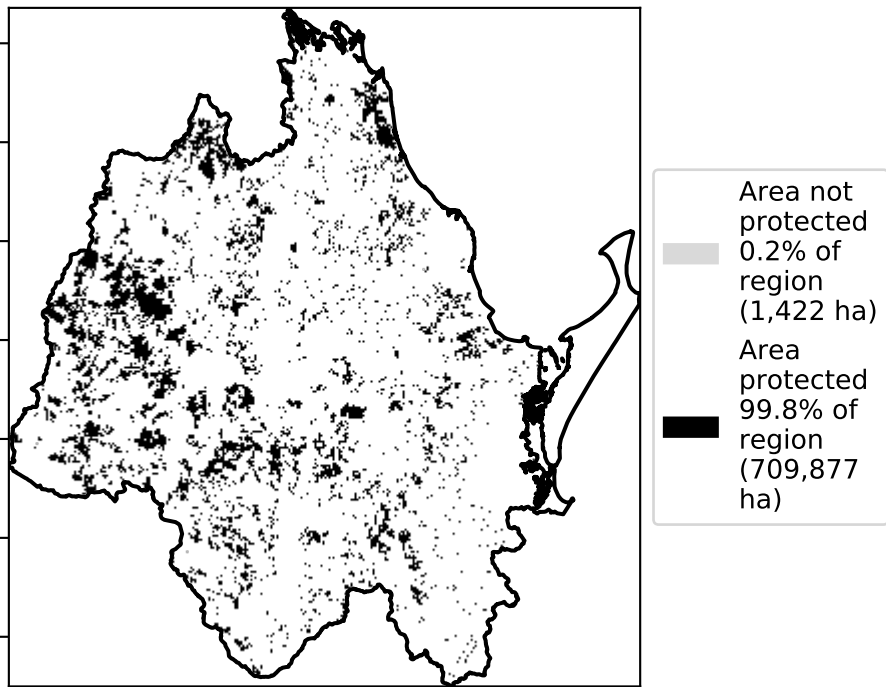 Area not
protected
0.2% of
region
(1,422 ha)
Area
protected
99.8% of
region
(709,877
ha)